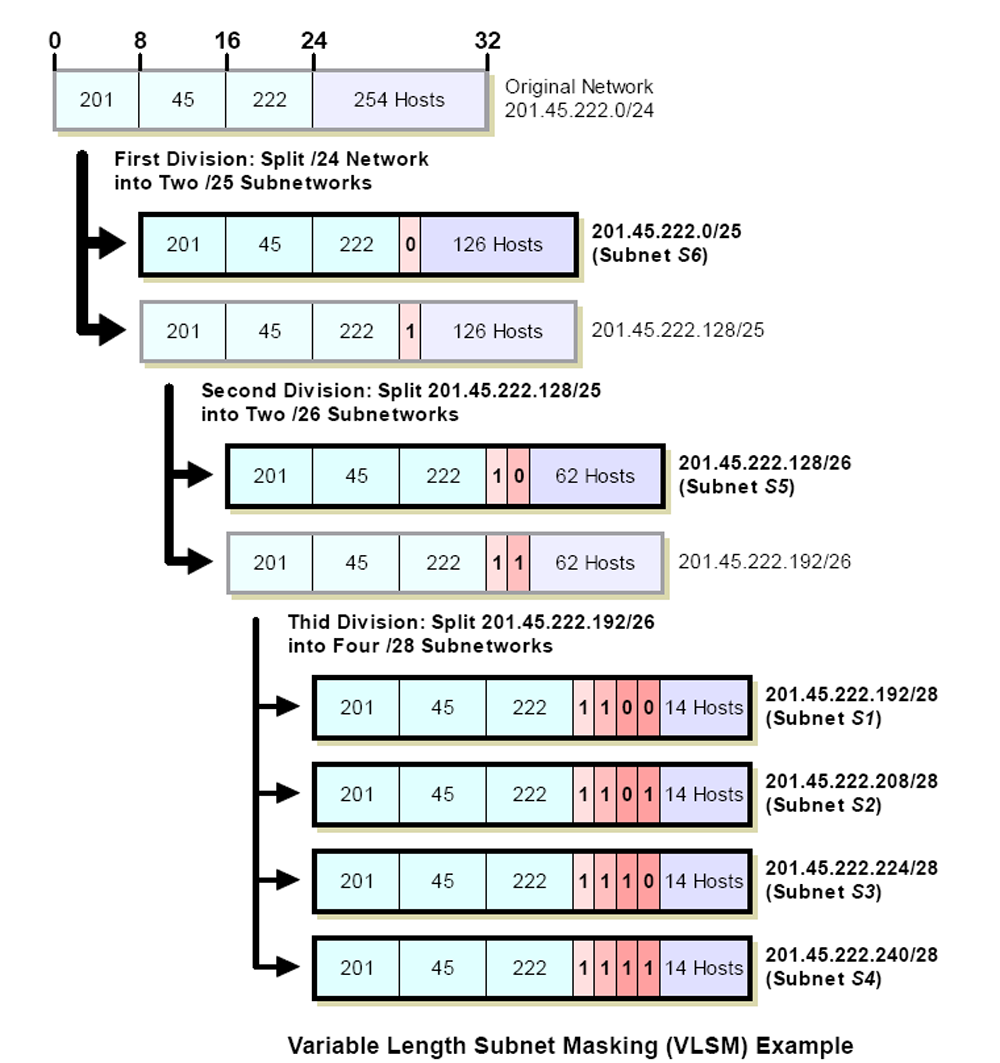 0 8 16 24 32
201 45 222 254 Hosts
Original Network
201.45.222.0/24
First Division: Split /24 Network
into Two /25 Subnetworks
201 45 222 0 126 Hosts
201.45.222.0/25
(Subnet S6)
201 45 222 1 126 Hosts
201.45.222.128/25
Second Division: Split 201.45.222.128/25
into Two /26 Subnetworks
201 45 222 1 0 62 Hosts
201.45.222.128/26
(Subnet S5)
201 45 222 1 1 62 Hosts
201.45.222.192/26
Thid Division: Split 201.45.222.192/26
into Four /28 Subnetworks
201 45 222 1 1 0 0 14 Hosts
201.45.222.192/28
(Subnet S1)
201 45 222 1 1 0 1 14 Hosts
201.45.222.208/28
(Subnet S2)
201 45 222 1 1 1 0 14 Hosts
201.45.222.224/28
(Subnet S3)
201 45 222 1 1 1 1 14 Hosts
201.45.222.240/28
(Subnet S4)
Variable Length Subnet Masking (VLSM) Example